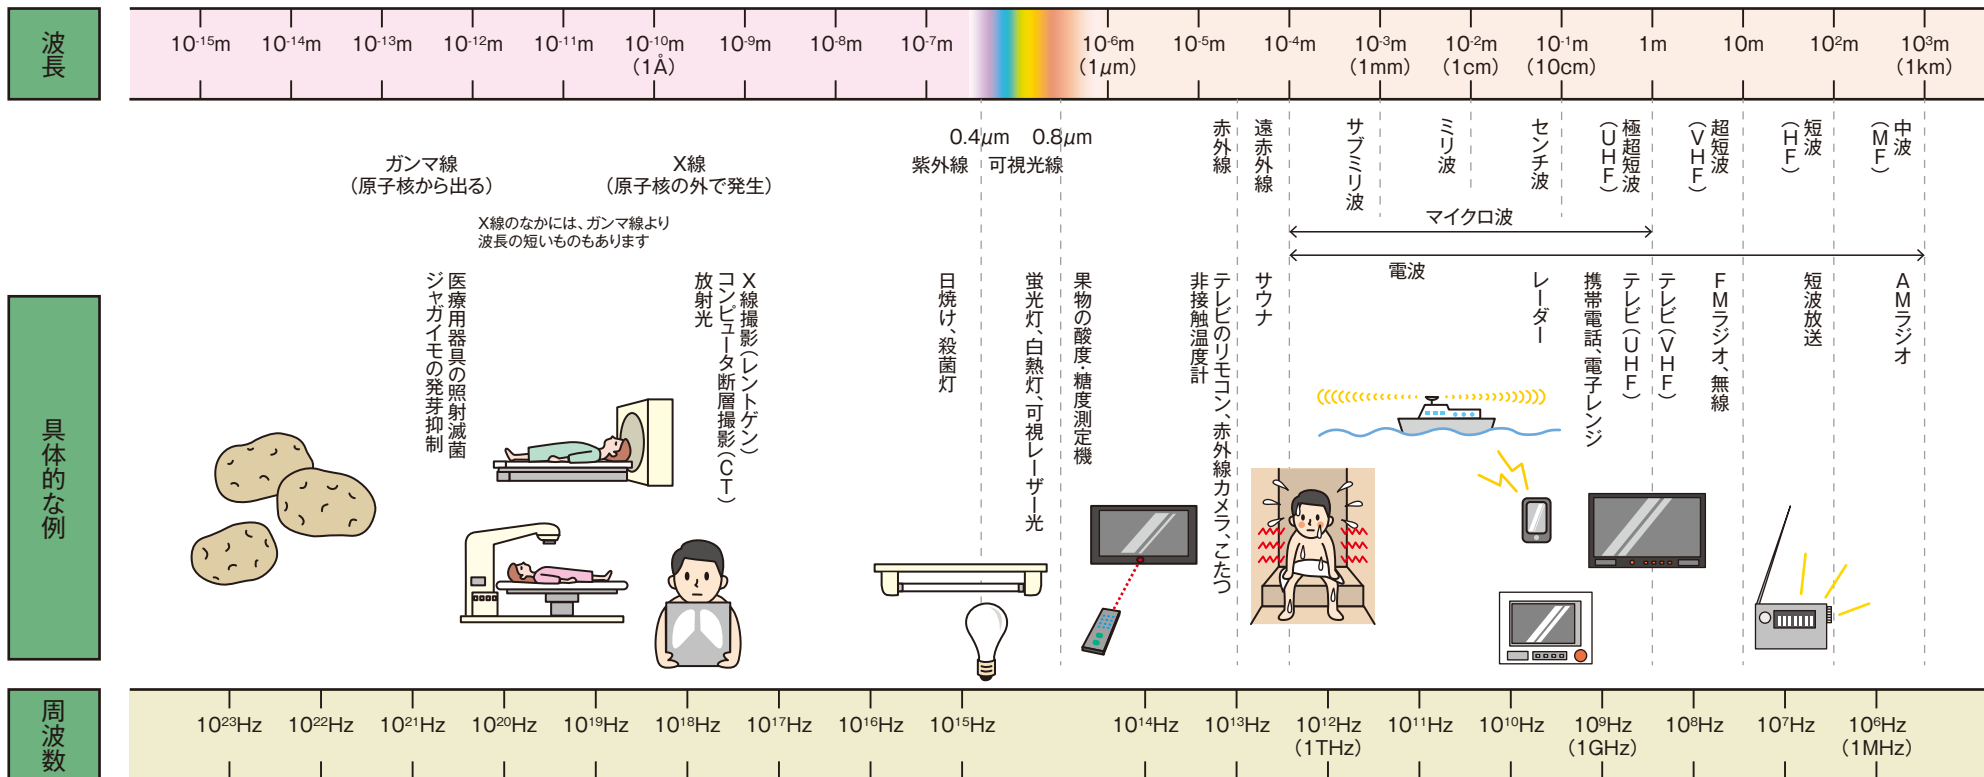 波長
10⁻¹⁵m 10⁻¹⁴m 10⁻¹³m 10⁻¹²m 10⁻¹¹m 10⁻¹⁰m 10⁻⁹m 10⁻⁸m 10⁻⁷m 10⁻⁶m 10⁻⁵m 10⁻⁴m 10⁻³m 10⁻²m 10⁻¹m 1m 10m 10²m 10³m
(1Å) (1μm) (1mm) (1cm) (10cm) (1km)
0.4μm 0.8μm
ガンマ線
(原子核から出る)
X線
(原子核の外で発生)
X線のなかには、ガンマ線より
波長の短いものもあります
紫外線
可視光線
赤外線
遠赤外線
サブミリ波
ミリ波
センチ波
極超短波
(UHF)
超短波
(VHF)
短波
(HF)
中波
(MF)
マイクロ波
電波
具体的な例
医療用器具の照射滅菌
ジャガイモの発芽抑制
X線撮影(レントゲン)
コンピュータ断層撮影(CT)
放射光
日焼け、殺菌灯
蛍光灯、白熱灯、可視レーザー光
果物の酸度・糖度測定機
テレビのリモコン、赤外線カメラ、こたつ
非接触温度計
サウナ
レーダー
携帯電話、電子レンジ
テレビ(UHF)
テレビ(VHF)
FMラジオ、無線
短波放送
AMラジオ
周波数
10²³Hz 10²²Hz 10²¹Hz 10²⁰Hz 10¹⁹Hz 10¹⁸Hz 10¹⁷Hz 10¹⁶Hz 10¹⁵Hz 10¹⁴Hz 10¹³Hz 10¹²Hz 10¹¹Hz 10¹⁰Hz 10⁹Hz 10⁸Hz 10⁷Hz 10⁶Hz
(1THz) (1GHz) (1MHz)